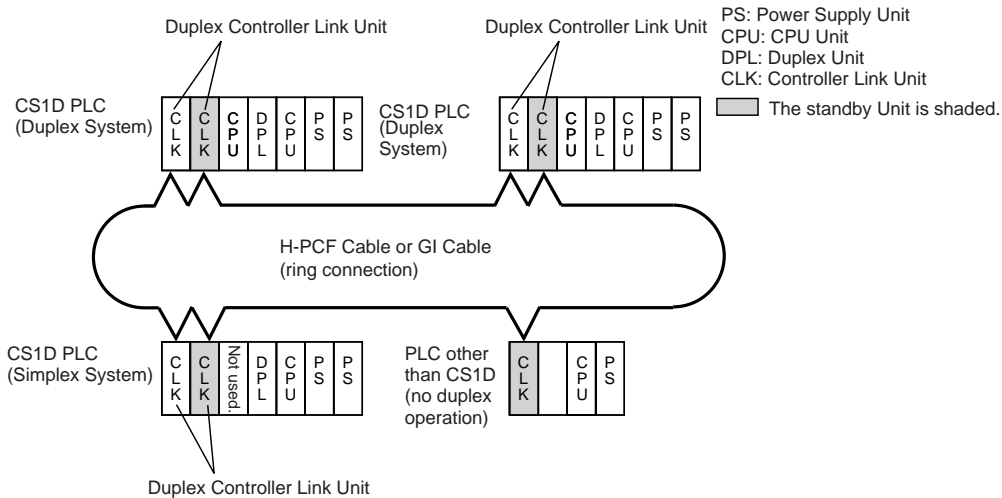 Duplex Controller Link Unit
Duplex Controller Link Unit
PS: Power Supply Unit
CPU: CPU Unit
DPL: Duplex Unit
CLK: Controller Link Unit
The standby Unit is shaded.
CS1D PLC
(Duplex System)
CLK
CLK
CPU
DPL
CPU
PS
PS
CS1D PLC
(Duplex
System)
CLK
CLK
CPU
DPL
CPU
PS
PS
H-PCF Cable or GI Cable
(ring connection)
CS1D PLC
(Simplex System)
CLK
CLK
Not used.
DPL
CPU
PS
PS
PLC other
than CS1D
(no duplex
operation)
CLK
CPU
PS
Duplex Controller Link Unit